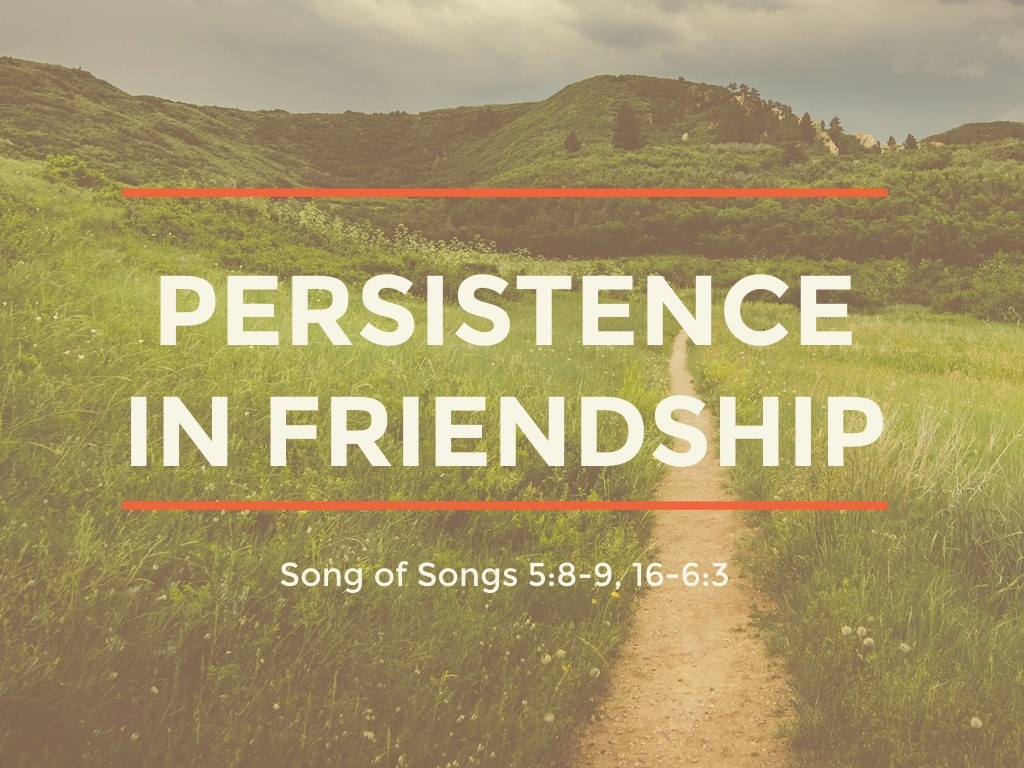 PERSISTENCE
IN FRIENDSHIP
Song of Songs 5:8-9, 16-6:3